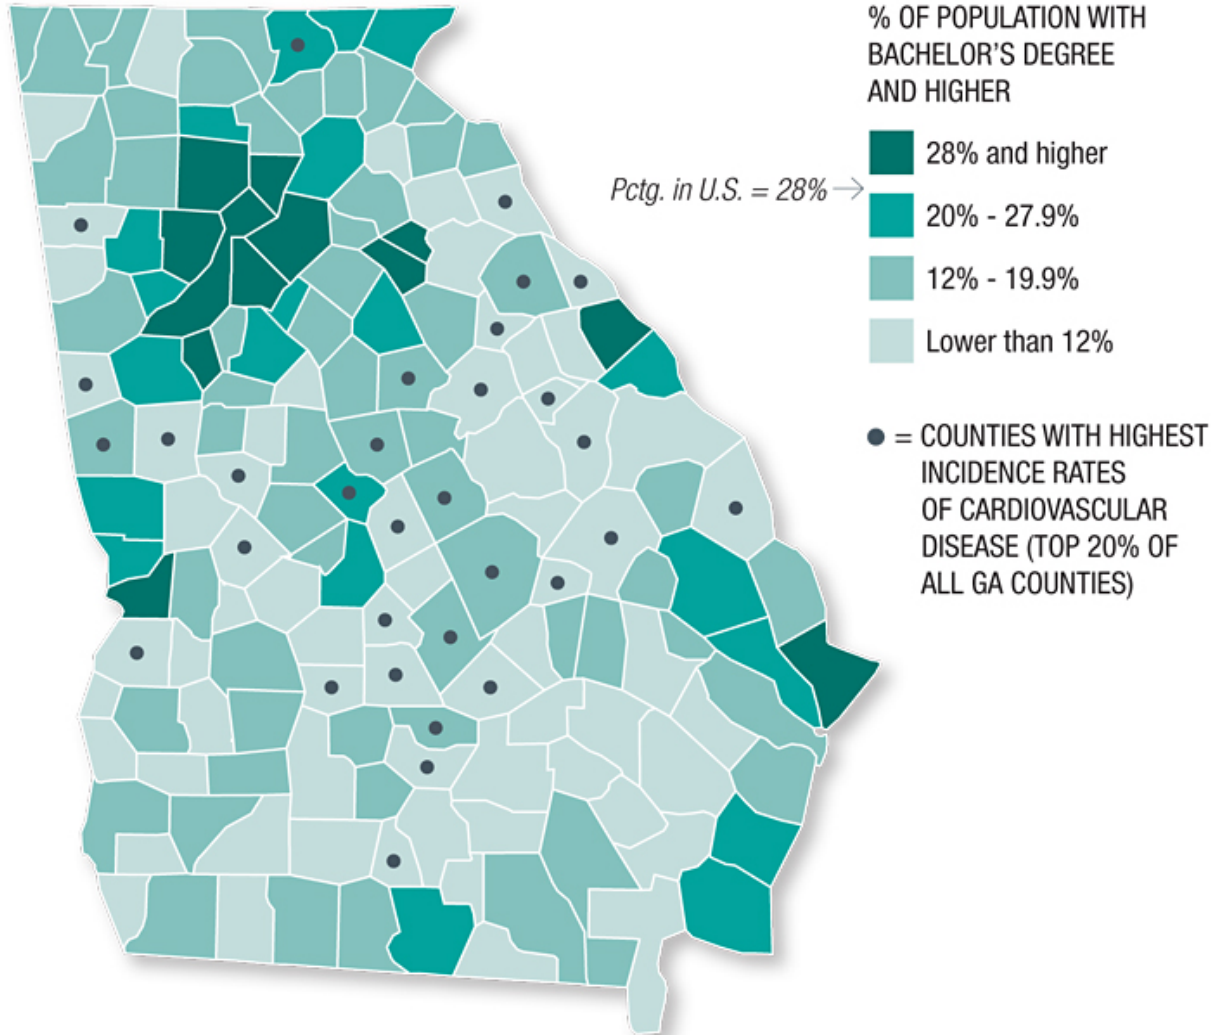 % OF POPULATION WITH
BACHELOR'S DEGREE
AND HIGHER
28% and higher
Pctg. in U.S. = 28%
20% - 27.9%
12% - 19.9%
Lower than 12%
= COUNTIES WITH HIGHEST
INCIDENCE RATES
OF CARDIOVASCULAR
DISEASE (TOP 20% OF
ALL GA COUNTIES)